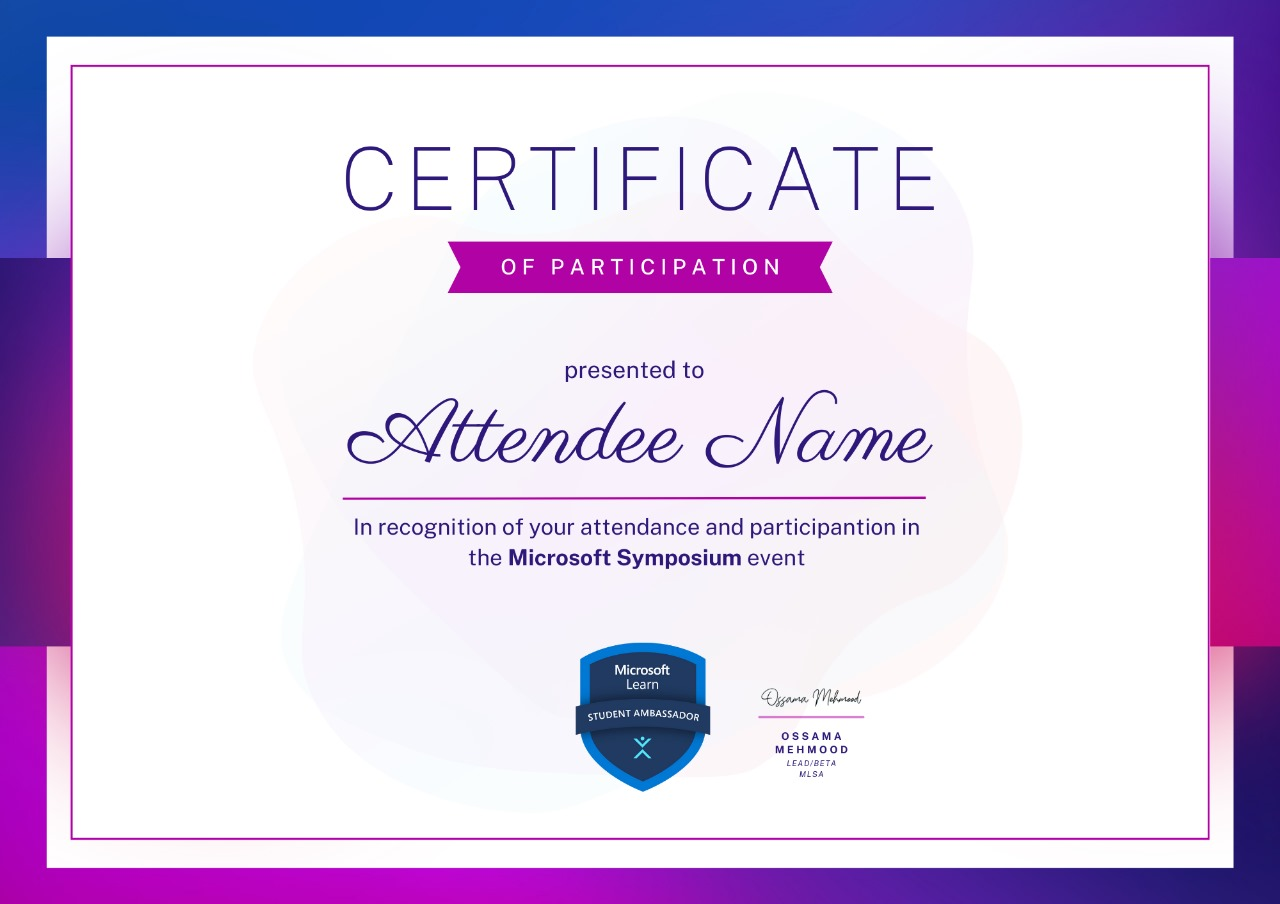 CERTIFICATE
OF PARTICIPATION
presented to
Attendee Name
In recognition of your attendance and participantion in
the Microsoft Symposium event
Microsoft
Learn
STUDENT AMBASSADOR
Ossama Mehmood
OSSAMA
MEHMOOD
LEAD/BETA
MLSA